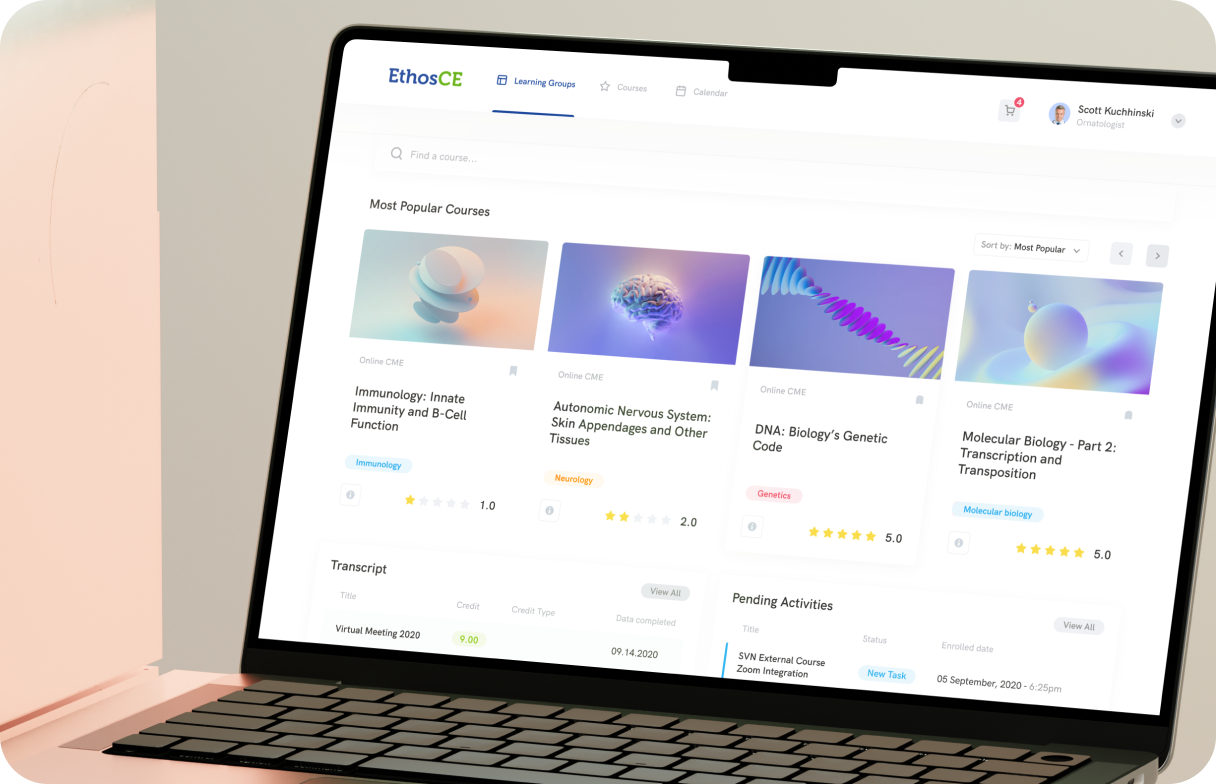 EthosCE
Learning Groups
Courses
Calendar
4
Scott Kuchhinski
Ornatologist
Find a course...
Most Popular Courses
Sort by: Most Popular
Online CME
Immunology: Innate
Immunity and B-Cell
Function
Immunology
1.0
Online CME
Autonomic Nervous System:
Skin Appendages and Other
Tissues
Neurology
2.0
Online CME
DNA: Biology's Genetic
Code
Genetics
5.0
Online CME
Molecular Biology - Part 2:
Transcription and
Transposition
Molecular biology
5.0
Transcript
View All
Title
Credit
Credit Type
Data completed
Virtual Meeting 2020
9.00
09.14.2020
Pending Activities
View All
Title
Status
Enrolled date
SVN External Course
Zoom Integration
New Task
05 September, 2020 - 6:25pm